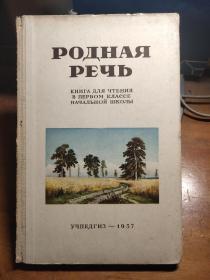 РОДНАЯ
РЕЧЬ
КНИГА ДЛЯ ЧТЕНИЯ
В ПЕРВОМ КЛАССЕ
НАЧАЛЬНОЙ ШКОЛЫ
УЧПЕДГИЗ — 1957